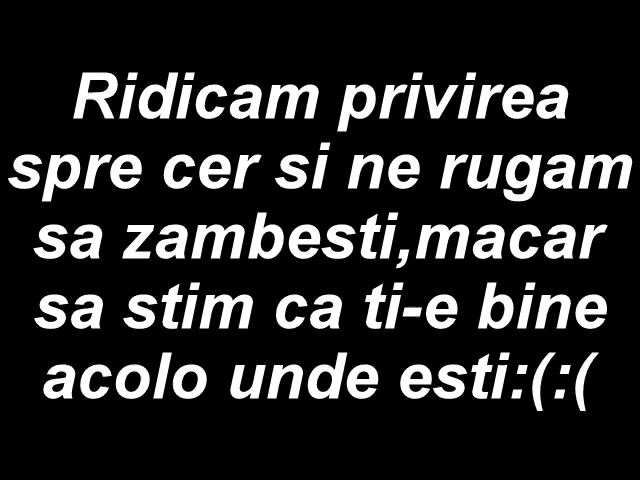 Ridicam privirea
spre cer si ne rugam
sa zambesti,macar
sa stim ca ti-e bine
acolo unde esti:(:(